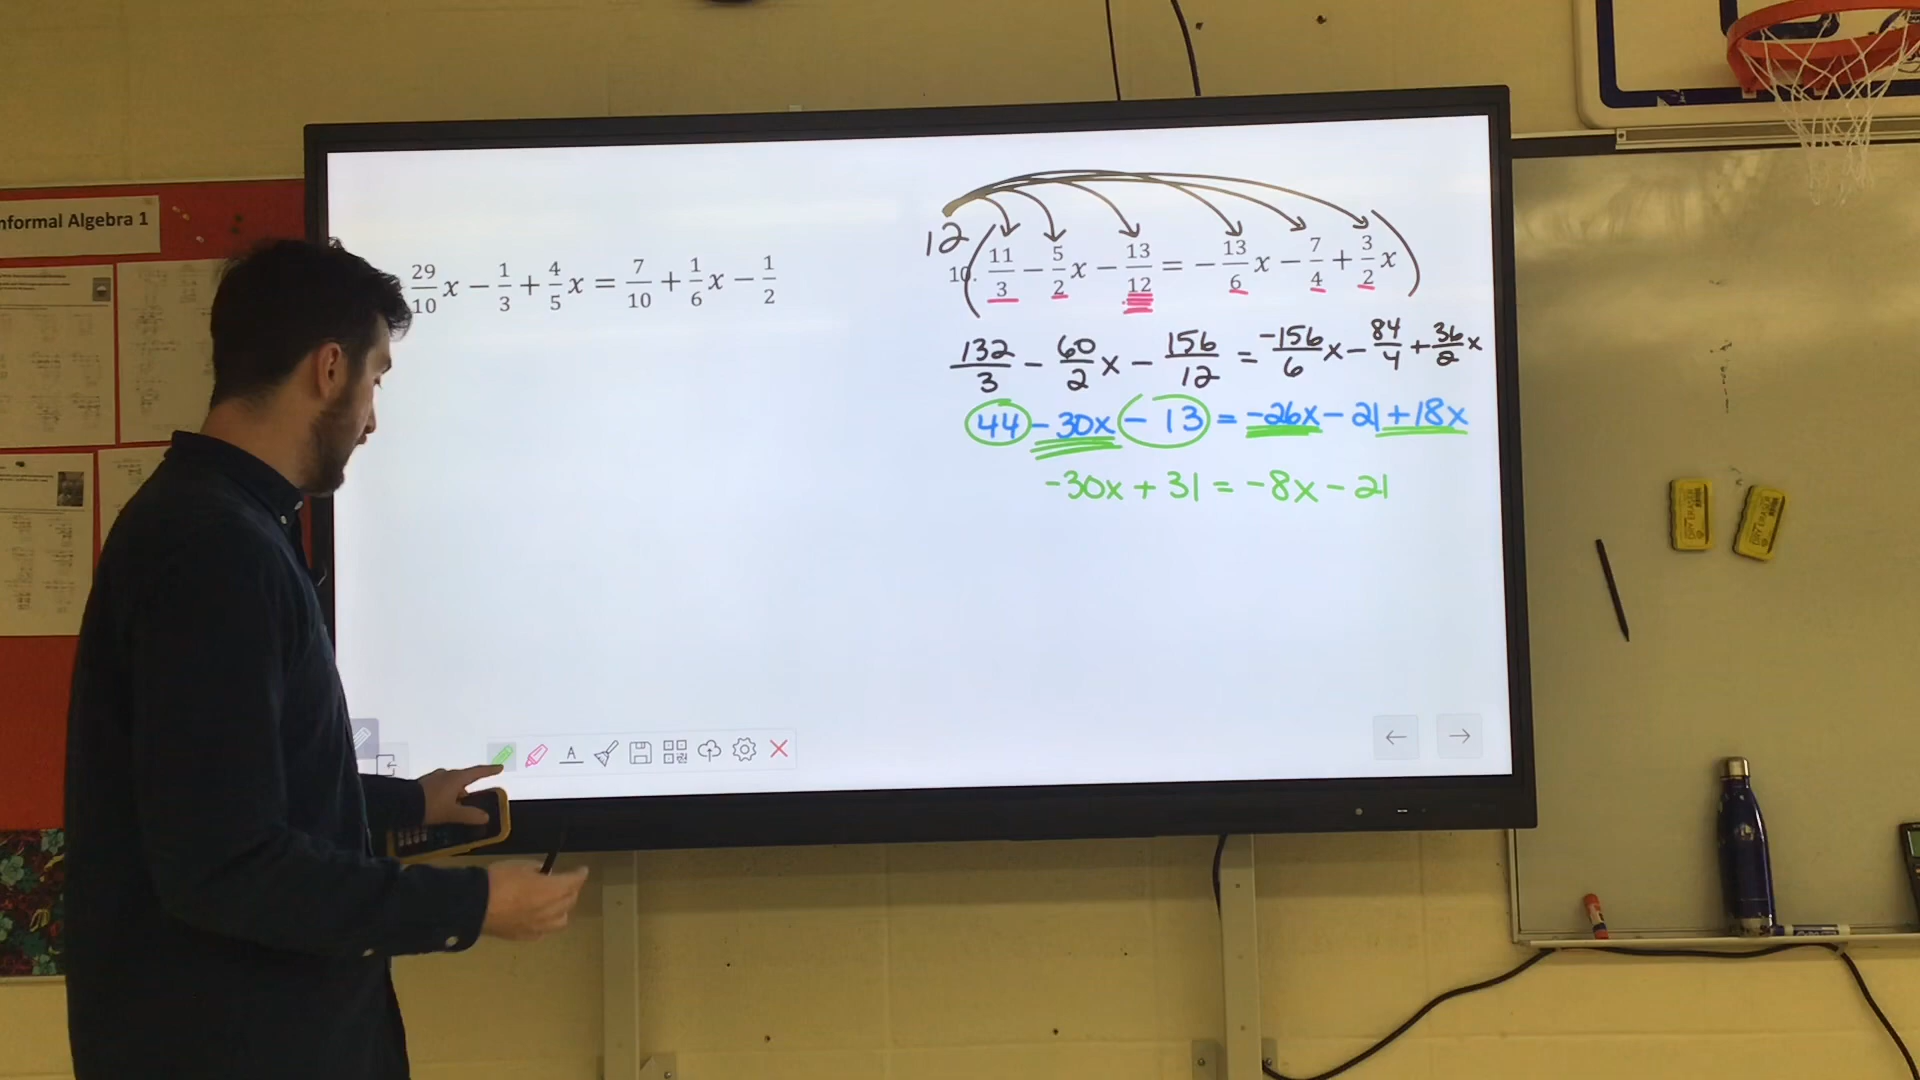 nformal Algebra 1
29/10 x − 1/3 + 4/5 x = 7/10 + 1/6 x − 1/2
12
10. ( 11/3 − 5/2 x − 13/12 = − 13/6 x − 7/4 + 3/2 x )
132/3 − 60/2 x − 156/12 = −156/6 x − 84/4 + 36/2 x
44 − 30x − 13 = −26x − 21 + 18x
-30x + 31 = -8x − 21
A